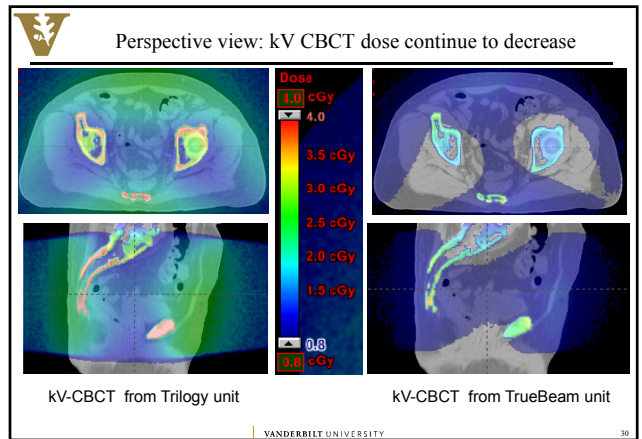 Perspective view: kV CBCT dose continue to decrease
Dose
4.0 cGy
4.0
3.5 cGy
3.0 cGy
2.5 cGy
2.0 cGy
1.5 cGy
0.8
0.8 cGy
kV-CBCT from Trilogy unit
kV-CBCT from TrueBeam unit
VANDERBILT UNIVERSITY
30